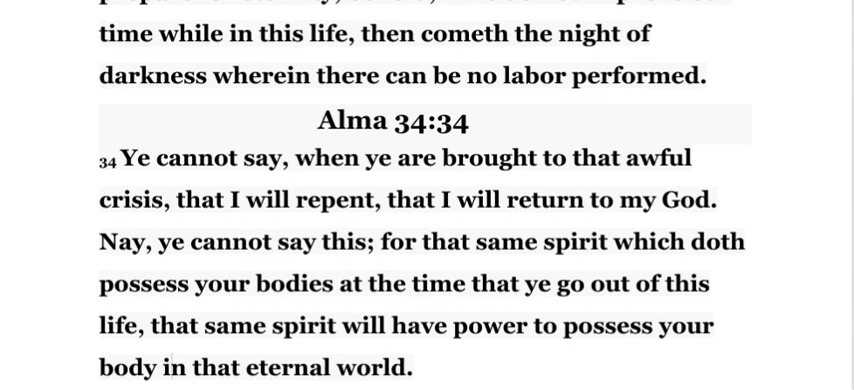 time while in this life, then cometh the night of
darkness wherein there can be no labor performed.
Alma 34:34
34 Ye cannot say, when ye are brought to that awful
crisis, that I will repent, that I will return to my God.
Nay, ye cannot say this; for that same spirit which doth
possess your bodies at the time that ye go out of this
life, that same spirit will have power to possess your
body in that eternal world.